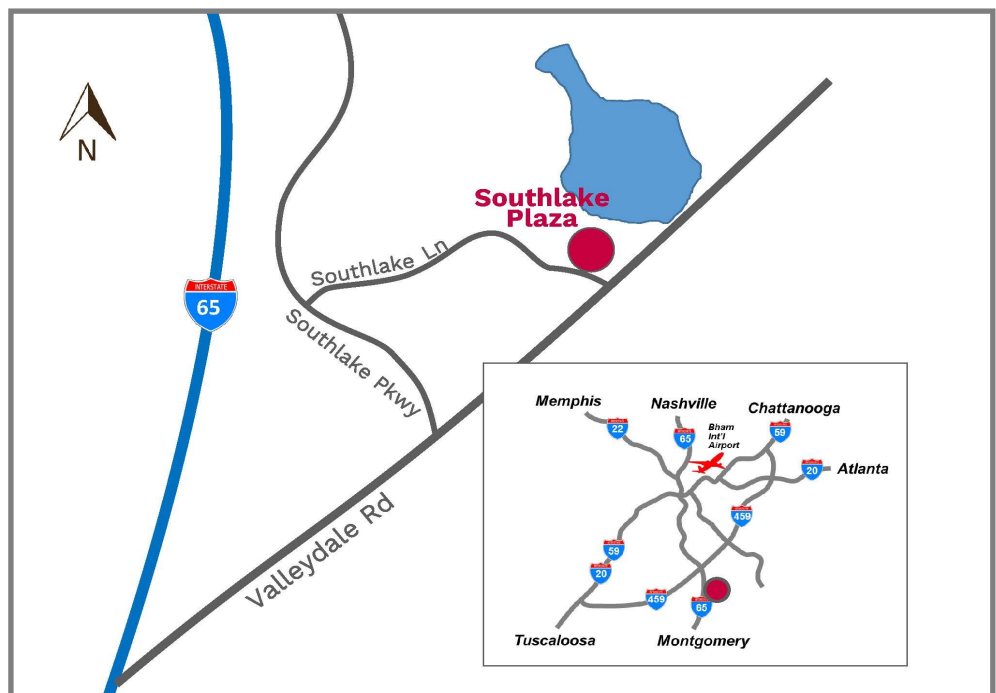 N
Southlake
Plaza
Southlake Ln
INTERSTATE
65
Southlake Pkwy
Valleydale Rd
Memphis
Nashville
Chattanooga
22
65
59
Bham
Int'l
Airport
20
Atlanta
459
59
20
459
65
Tuscaloosa
Montgomery